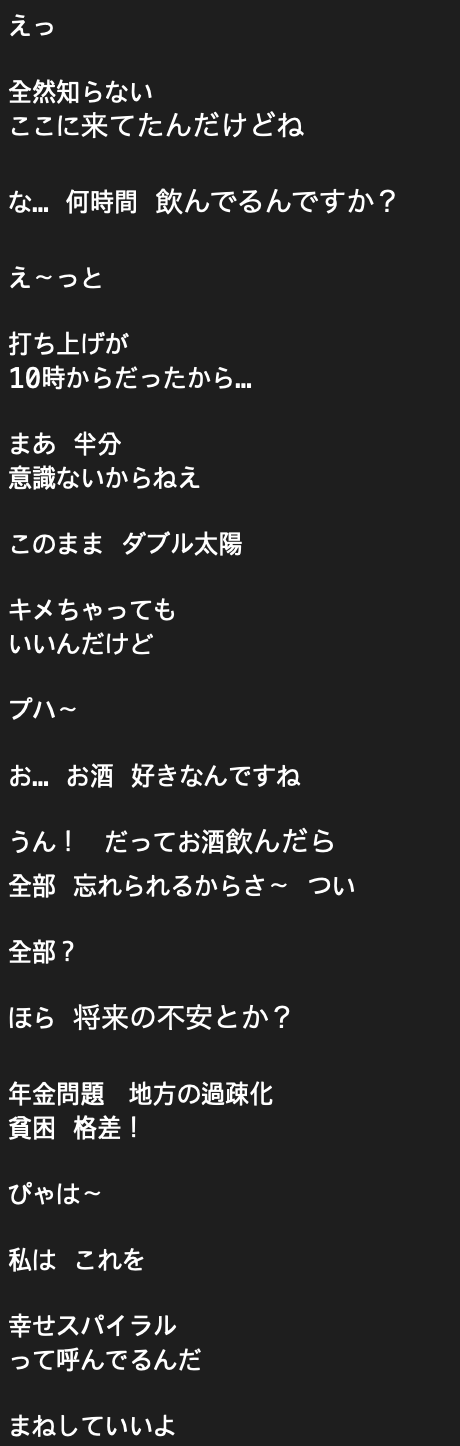 えっ
全然知らない
ここに来てたんだけどね
な… 何時間 飲んでるんですか？
え～っと
打ち上げが
10時からだったから…
まあ 半分
意識ないからねえ
このまま ダブル太陽
キメちゃっても
いいんだけど
プハ～
お… お酒 好きなんですね
うん！ だってお酒飲んだら
全部 忘れられるからさ～ つい
全部？
ほら 将来の不安とか？
年金問題 地方の過疎化
貧困 格差！
ぴゃは～
私は これを
幸せスパイラル
って呼んでるんだ
まねしていいよ